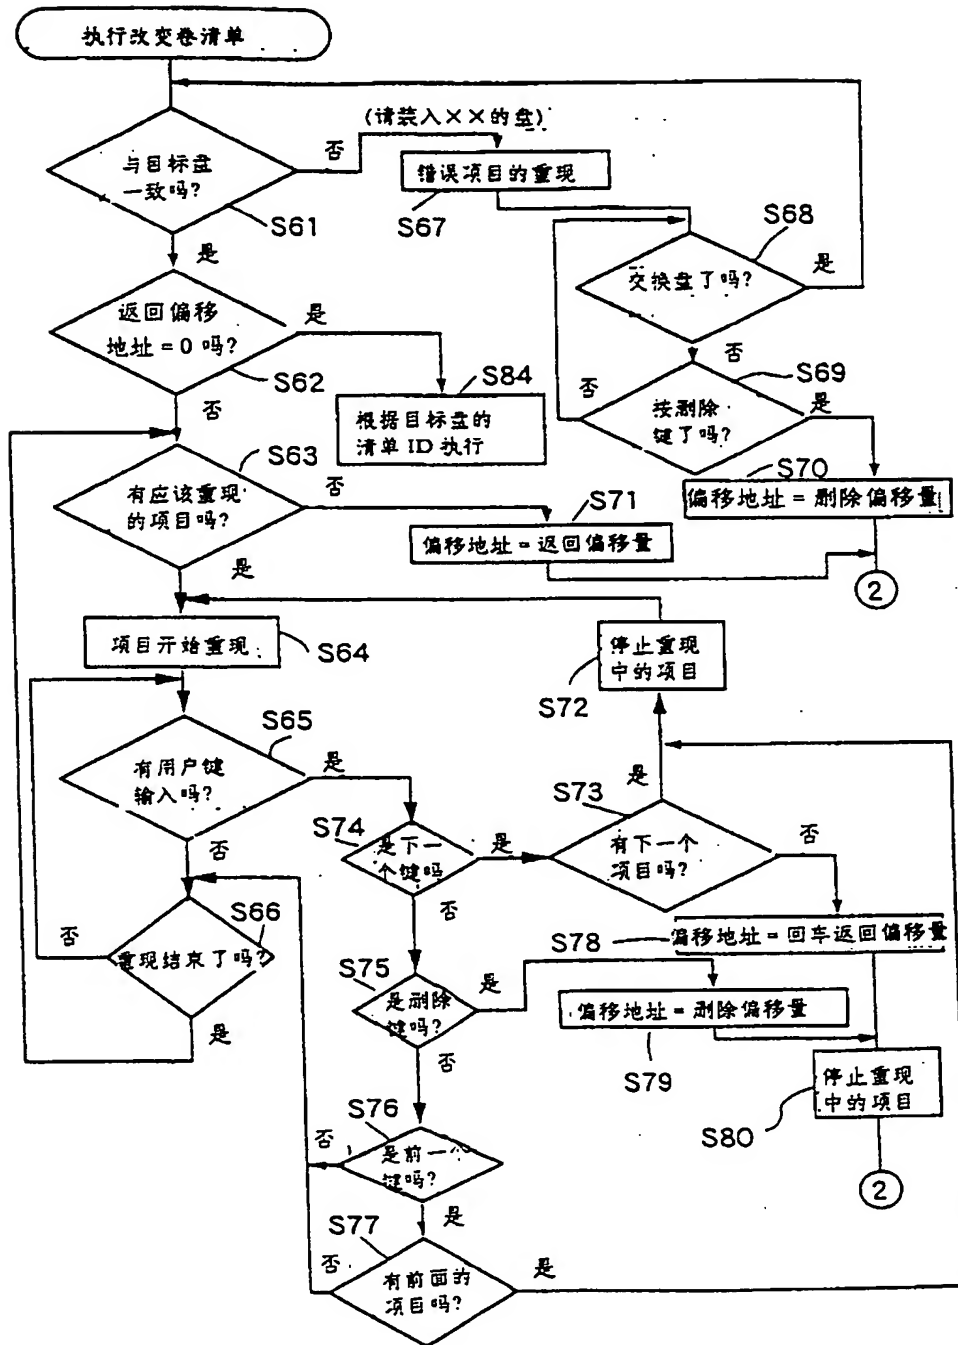 执行改变卷清单
(请装入××的盘)
与目标盘
一致吗?
否
错误项目的重现
S61
S67
S68
是
交换盘了吗?
是
返回偏移
地址=0吗?
是
S62
否
S84
否
S69
否
按删除
键了吗?
是
根据目标盘的
清单ID执行
S63
有应该重现
的项目吗?
否
S70
偏移地址=删除偏移量
S71
偏移地址=返回偏移量
是
2
项目开始重现
S64
停止重现
中的项目
S72
S65
有用户键
输入吗?
是
是
S73
S74
是下一
个键吗
是
有下一个
项目吗?
否
否
否
S66
否
重现结束了吗?
S78
偏移地址=回车返回偏移量
S75
是删除
键吗?
是
偏移地址=删除偏移量
是
否
S79
停止重现
中的项目
S80
S76
否
是前一个
键吗?
2
是
S77
否
有前面的
项目吗?
是